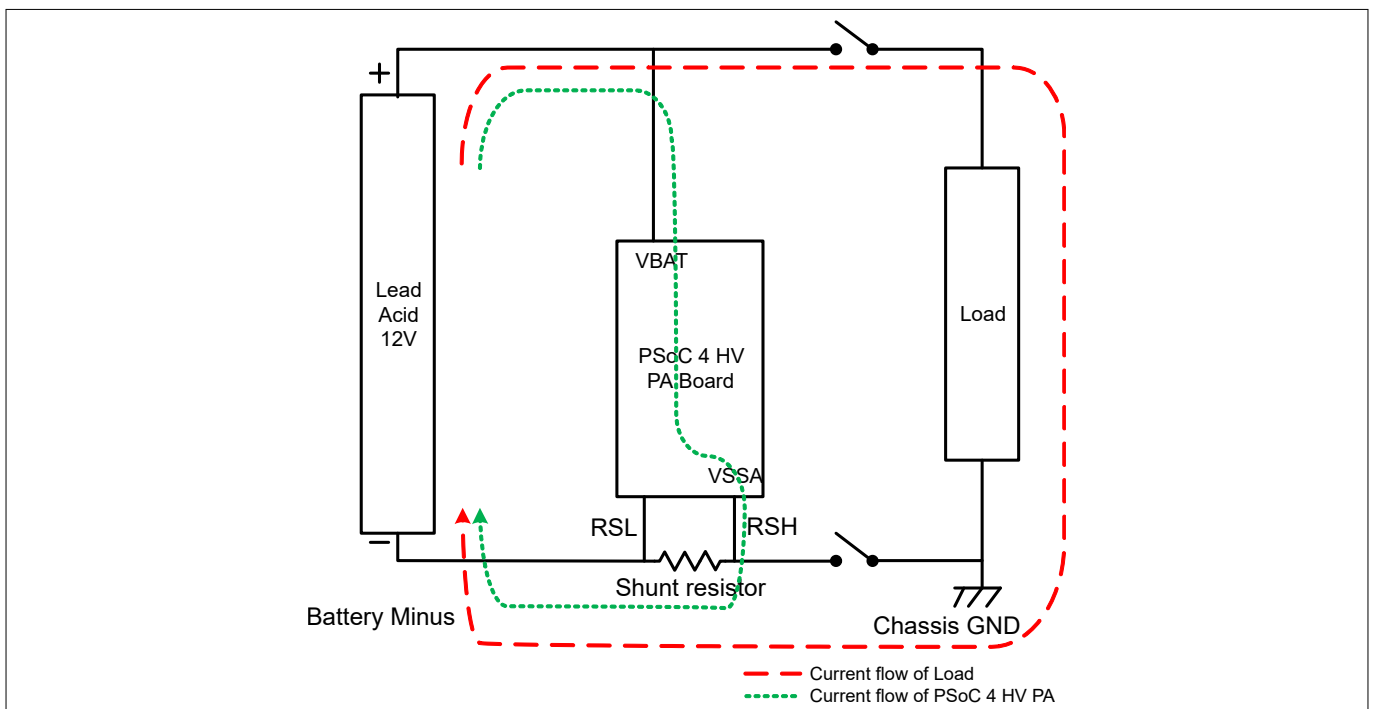 +
Lead
Acid
12V
−
VBAT
PSoC 4 HV
PA Board
VSSA
RSL
RSH
Shunt resistor
Load
Battery Minus
Chassis GND
Current flow of Load
Current flow of PSoC 4 HV PA